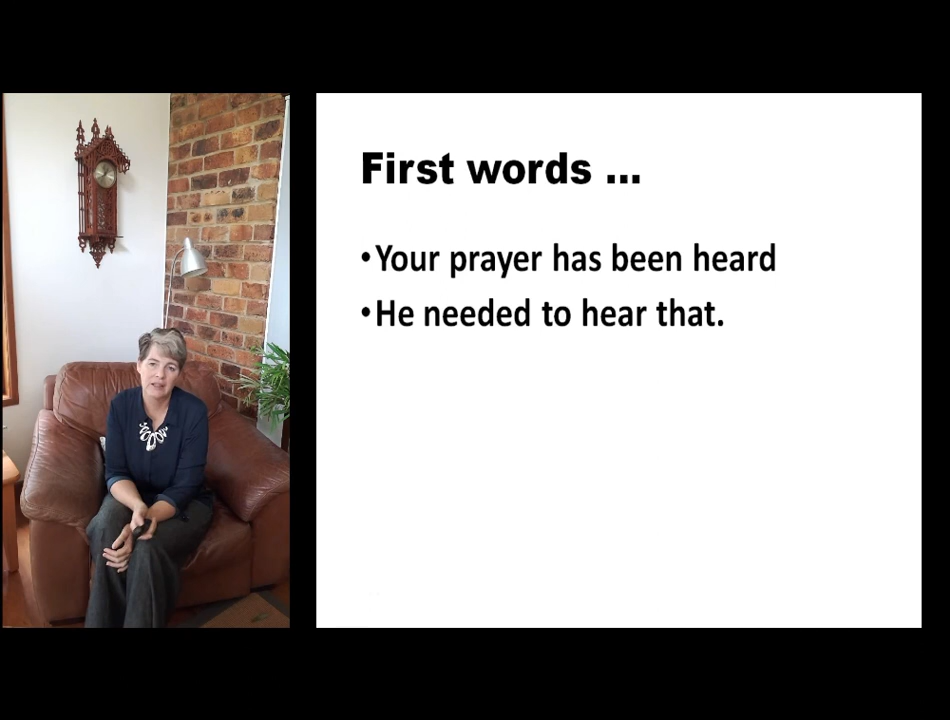 First words ...
•Your prayer has been heard
•He needed to hear that.